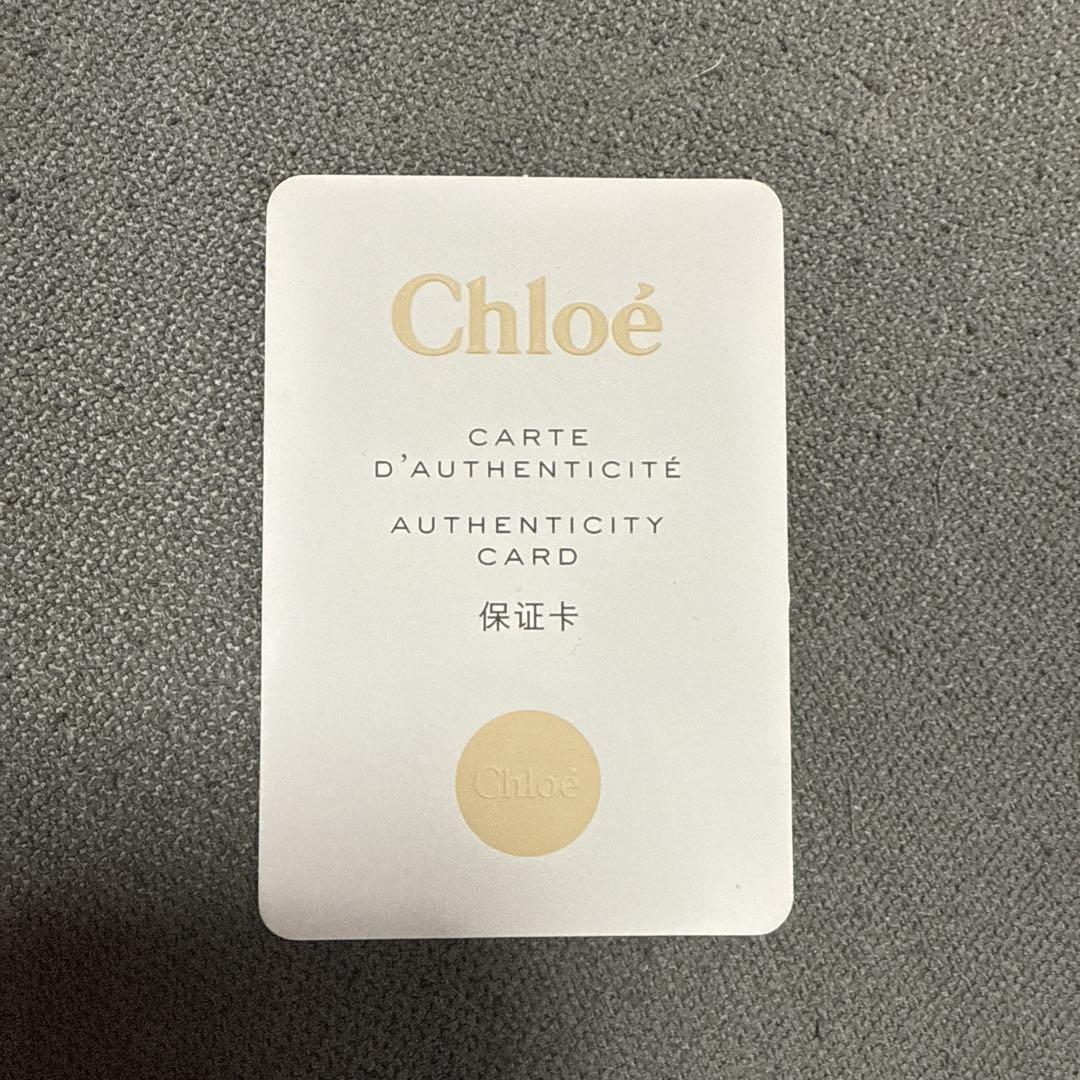 Chloé
CARTE
D'AUTHENTICITÉ
AUTHENTICITY
CARD
保证卡
Chloé